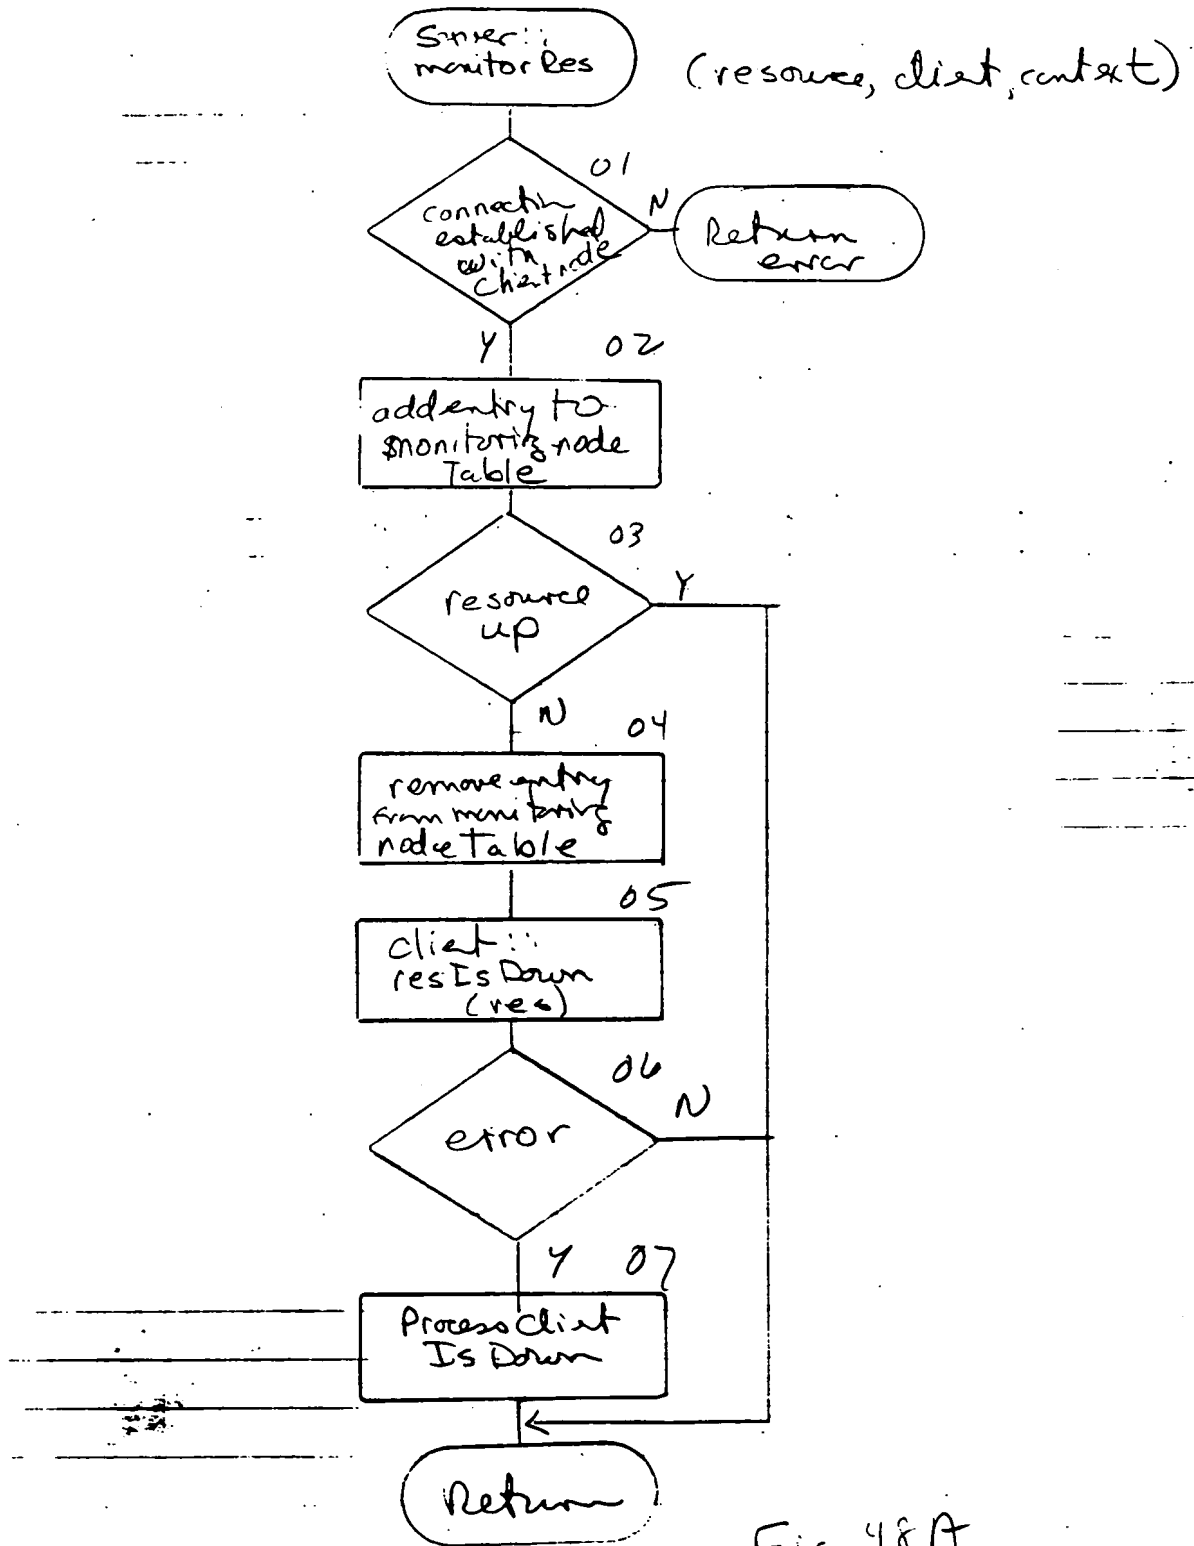 Server::
monitorRes
(resource, client, context)
01
connection
established
with
Client node
N
Return
error
Y
02
add entry to
monitoring node
Table
03
resource
up
Y
N
04
remove entry
from monitoring
node Table
05
Client::
resIsDown
(res)
06
error
N
Y
07
Process Client
Is Down
Return
Fig. 48A